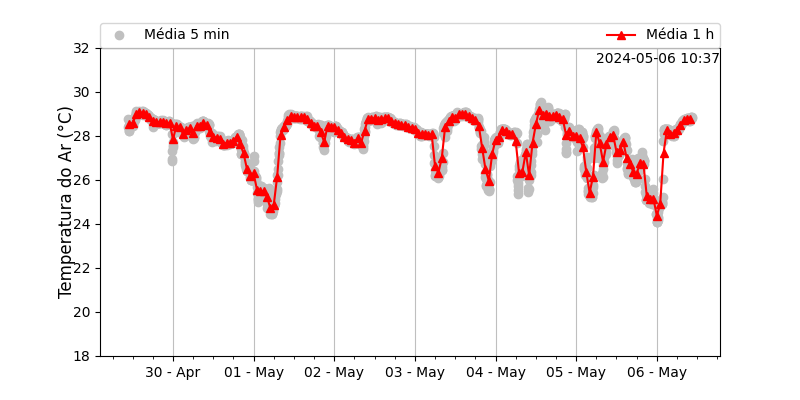 Média 5 min
Média 1 h
2024-05-06 10:37
Temperatura do Ar (°C)
32
30
28
26
24
22
20
18
30 - Apr
01 - May
02 - May
03 - May
04 - May
05 - May
06 - May